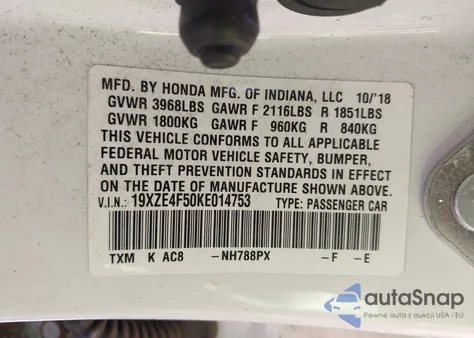 MFD. BY HONDA MFG. OF INDIANA, LLC 10/'18
GVWR 3968LBS GAWR F 2116LBS R 1851LBS
GVWR 1800KG GAWR F 960KG R 840KG
THIS VEHICLE CONFORMS TO ALL APPLICABLE
FEDERAL MOTOR VEHICLE SAFETY, BUMPER,
AND THEFT PREVENTION STANDARDS IN EFFECT
ON THE DATE OF MANUFACTURE SHOWN ABOVE.
V.I.N.: 19XZE4F50KE014753 TYPE: PASSENGER CAR
TXM K AC8 -NH788PX -F -E
autoSnap
Pewne auta z aukcji USA i EU